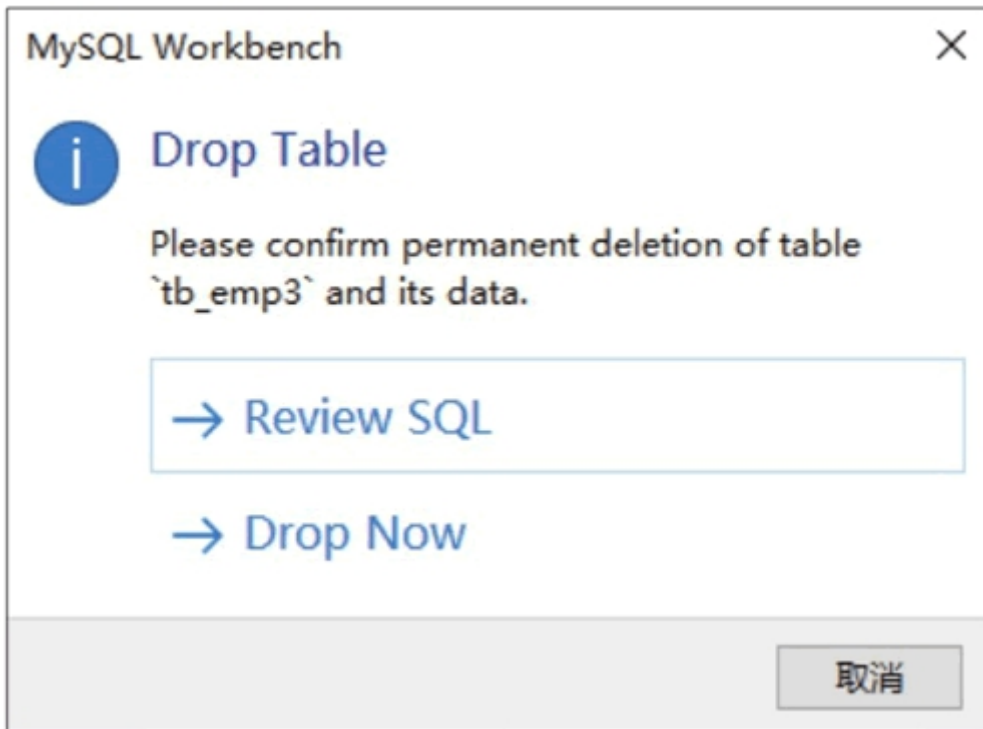 MySQL Workbench
Drop Table
Please confirm permanent deletion of table
`tb_emp3` and its data.
→ Review SQL
→ Drop Now
取消